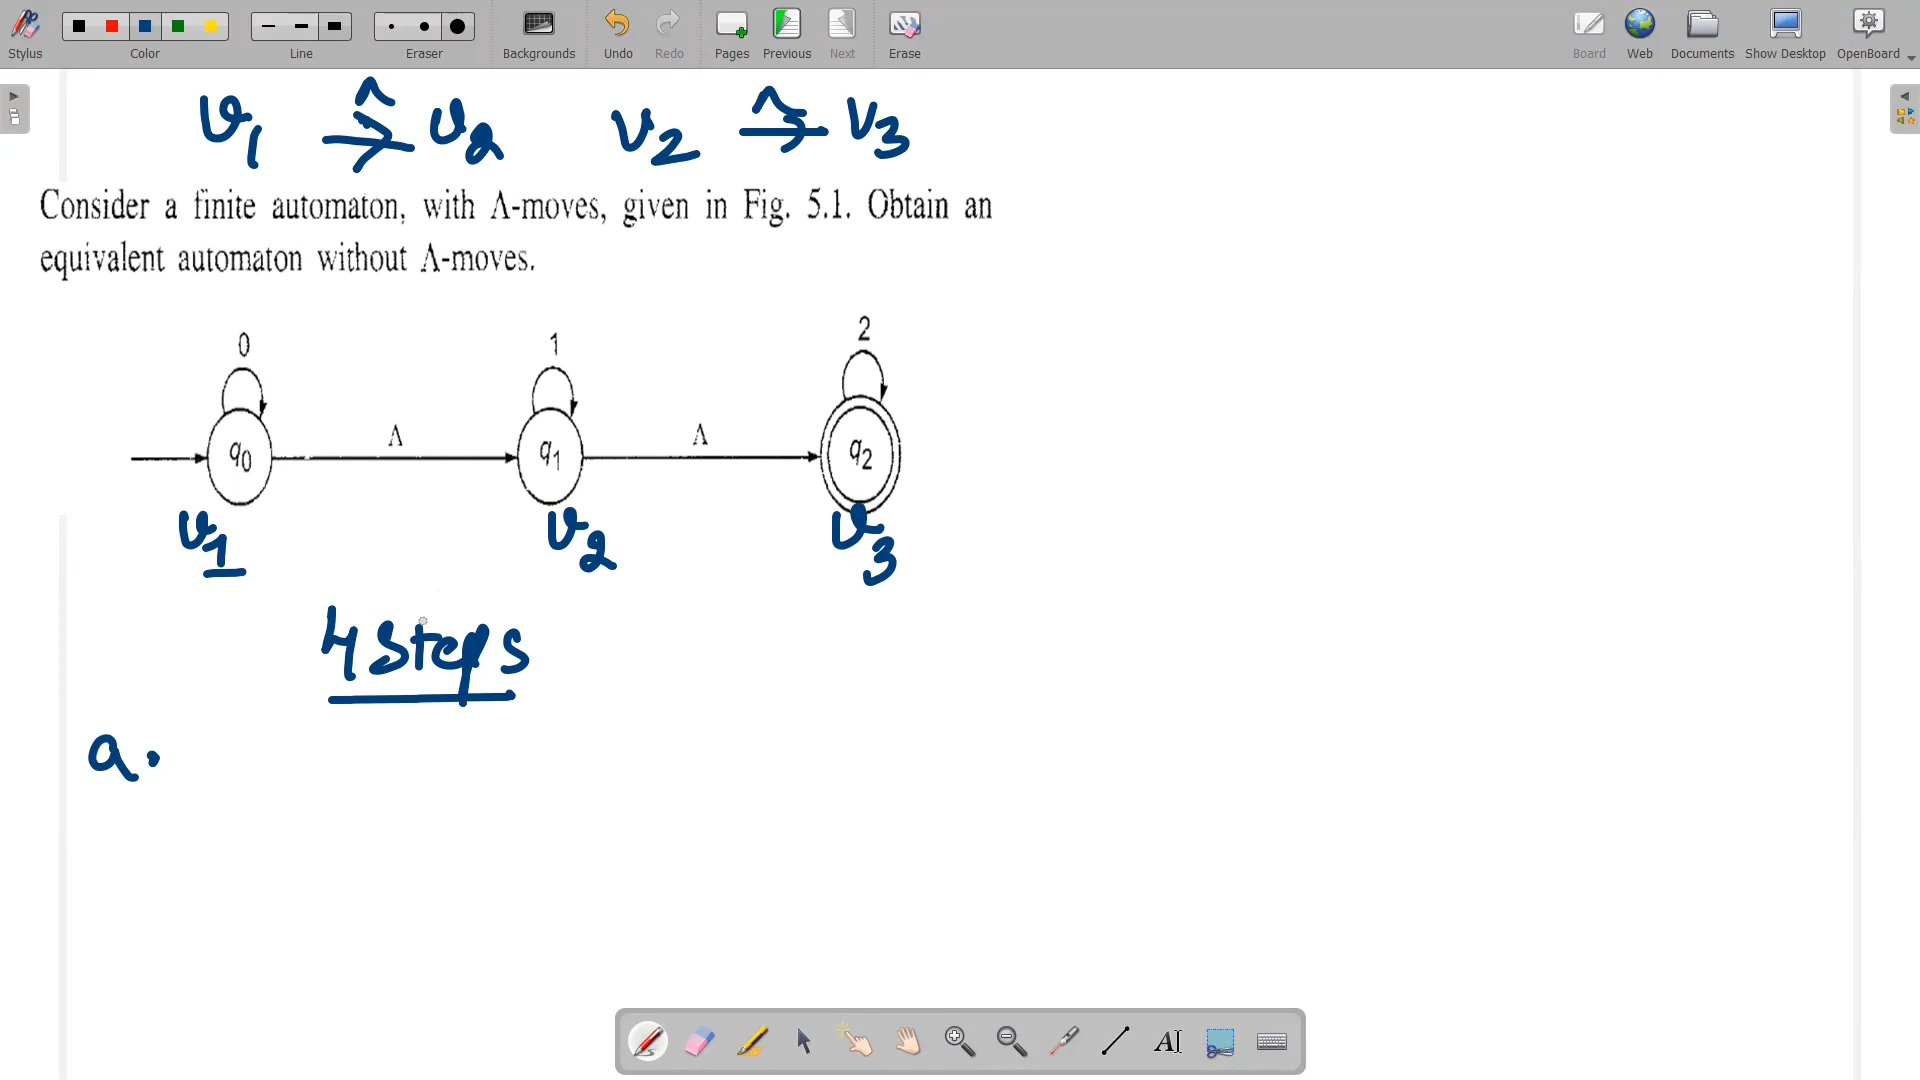 Stylus Color Line Eraser Backgrounds Undo Redo Pages Previous Next Erase Board Web Documents Show Desktop OpenBoard
v1 Λ→ v2 v2 Λ→ v3
Consider a finite automaton, with Λ-moves, given in Fig. 5.1. Obtain an
equivalent automaton without Λ-moves.
0 1 2
q0 Λ q1 Λ q2
v1 v2 v3
4 steps
a.